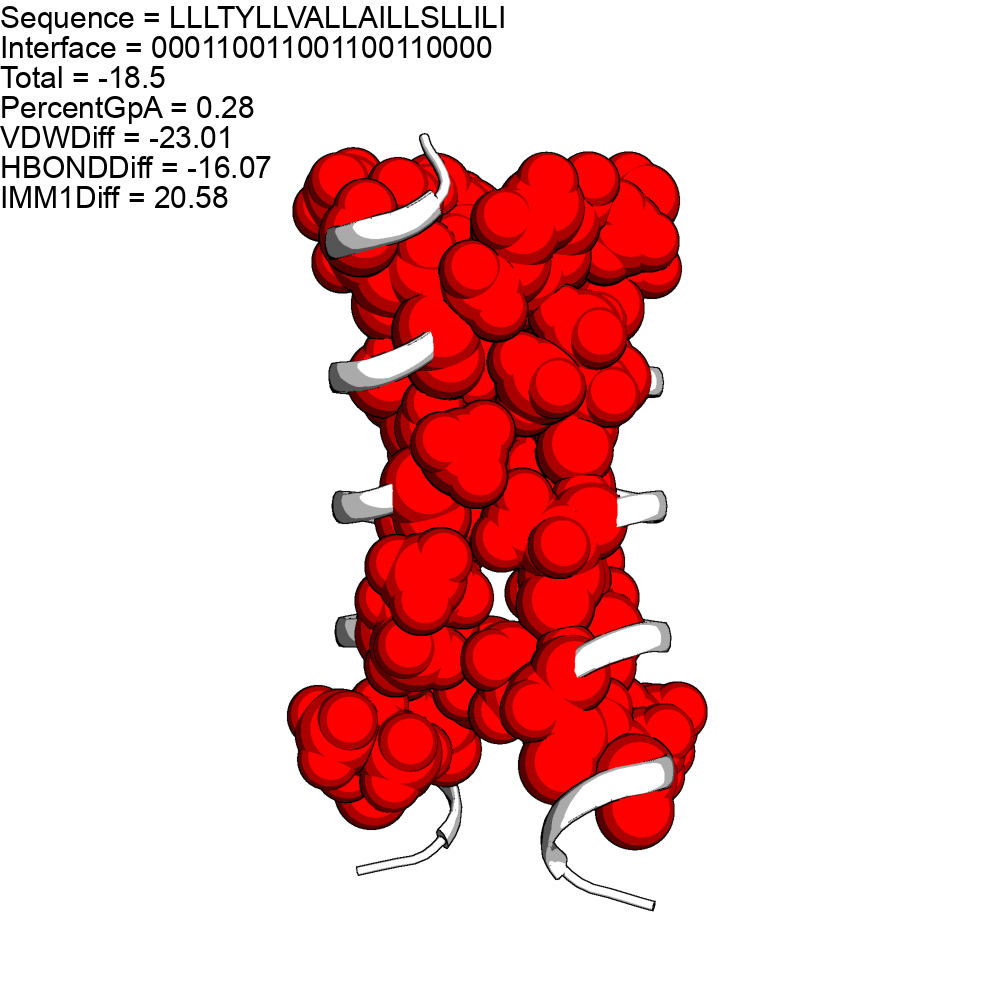 Sequence = LLLTYLLVALLAILLSLLILI
Interface = 000110011001100110000
Total = -18.5
PercentGpA = 0.28
VDWDiff = -23.01
HBONDDiff = -16.07
IMM1Diff = 20.58